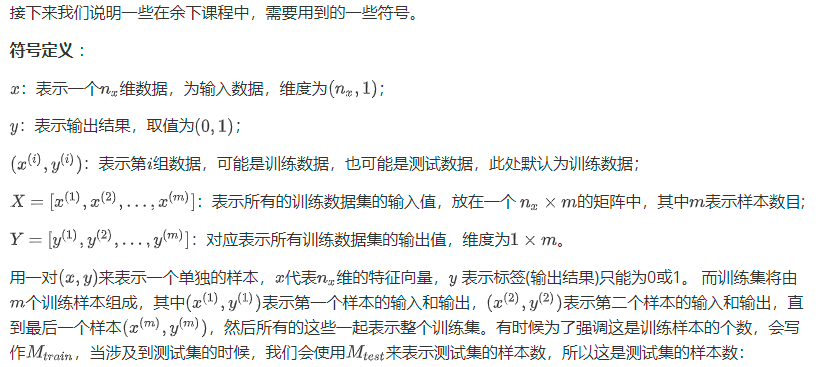 接下来我们说明一些在余下课程中，需要用到的一些符号。
符号定义 ：
x：表示一个nₓ维数据，为输入数据，维度为(nₓ, 1)；
y：表示输出结果，取值为(0, 1)；
(x⁽ⁱ⁾, y⁽ⁱ⁾)：表示第i组数据，可能是训练数据，也可能是测试数据，此处默认为训练数据；
X = [x⁽¹⁾, x⁽²⁾, . . . , x⁽ᵐ⁾]：表示所有的训练数据集的输入值，放在一个 nₓ × m的矩阵中，其中m表示样本数目;
Y = [y⁽¹⁾, y⁽²⁾, . . . , y⁽ᵐ⁾]：对应表示所有训练数据集的输出值，维度为1 × m。
用一对(x, y)来表示一个单独的样本，x代表nₓ维的特征向量，y 表示标签(输出结果)只能为0或1。 而训练集将由
m个训练样本组成，其中(x⁽¹⁾, y⁽¹⁾)表示第一个样本的输入和输出，(x⁽²⁾, y⁽²⁾)表示第二个样本的输入和输出，直
到最后一个样本(x⁽ᵐ⁾, y⁽ᵐ⁾)，然后所有的这些一起表示整个训练集。有时候为了强调这是训练样本的个数，会写
作M_{train}，当涉及到测试集的时候，我们会使用M_{test}来表示测试集的样本数，所以这是测试集的样本数：